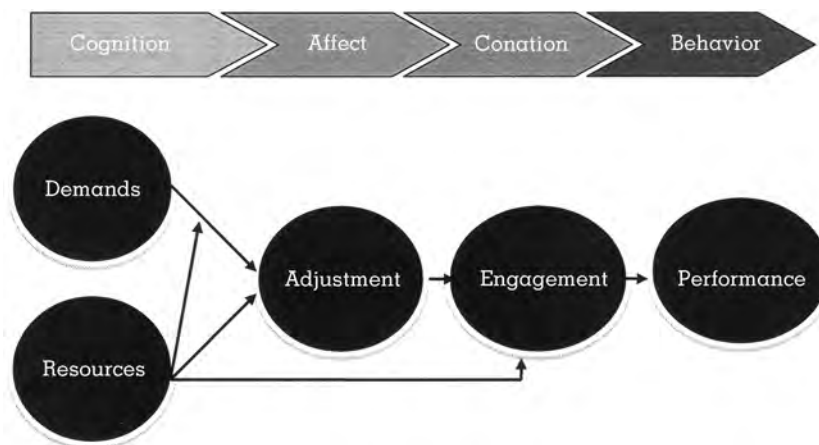 Cognition Affect Conation Behavior
Demands
Adjustment Engagement Performance
Resources